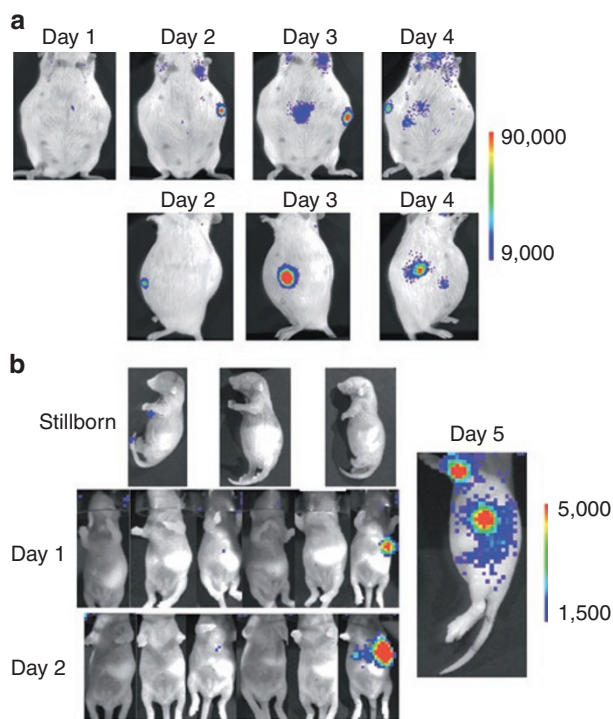 a
Day 1 Day 2 Day 3 Day 4
90,000
Day 2 Day 3 Day 4
9,000
b
Stillborn
Day 5
5,000
Day 1
1,500
Day 2